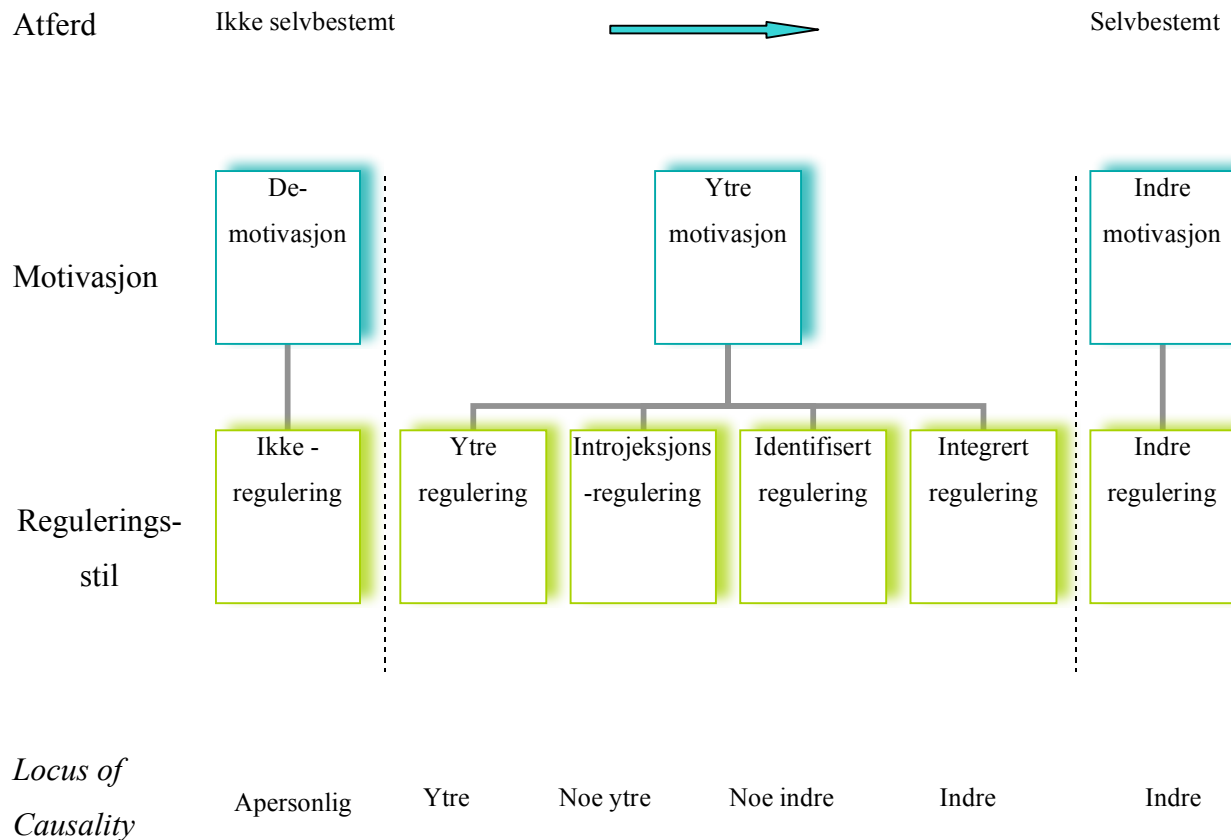 Atferd Ikke selvbestemt Selvbestemt
De-
motivasjon
Ytre
motivasjon
Indre
motivasjon
Motivasjon
Ikke -
regulering
Ytre
regulering
Introjeksjons
-regulering
Identifisert
regulering
Integrert
regulering
Indre
regulering
Regulerings-
stil
Locus of
Causality
Apersonlig Ytre Noe ytre Noe indre Indre Indre